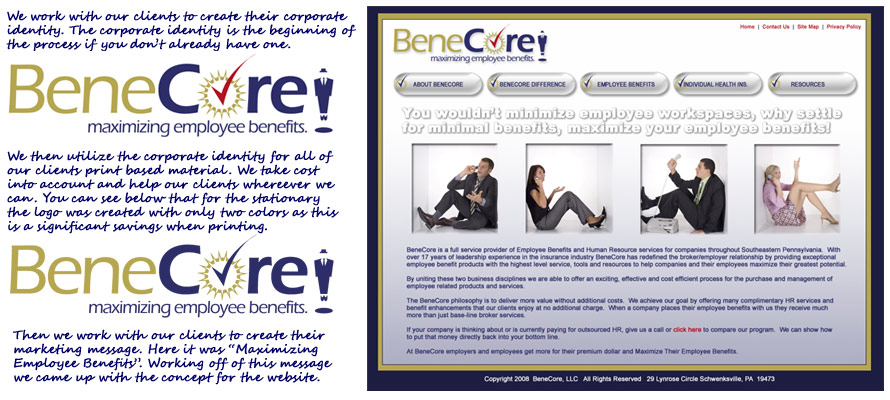 We work with our clients to create their corporate
identity. The corporate identity is the beginning of
the process if you don't already have one.
BeneCore
maximizing employee benefits.
We then utilize the corporate identity for all of
our clients print based material. We take cost
into account and help our clients whereever we
can. You can see below that for the stationary
the logo was created with only two colors as this
is a significant savings when printing.
BeneCore
maximizing employee benefits.
Then we work with our clients to create their
marketing message. Here it was "Maximizing
Employee Benefits". Working off of this message
we came up with the concept for the website.
Home | Contact Us | Site Map | Privacy Policy
BeneCore
maximizing employee benefits.
ABOUT BENECORE BENECORE DIFFERENCE EMPLOYEE BENEFITS INDIVIDUAL HEALTH INS. RESOURCES
You wouldn't minimize employee workspaces, why settle
for minimal benefits, maximize your employee benefits!
BeneCore is a full service provider of Employee Benefits and Human Resource services for companies throughout Southeastern Pennsylvania. With
over 17 years of leadership experience in the insurance industry BeneCore has redefined the broker/employer relationship by providing exceptional
employee benefit products with the highest level service, tools and resources to help companies and their employees maximize their greatest potential.
By uniting these two business disciplines we are able to offer an exciting, effective and cost efficient process for the purchase and management of
employee related products and services.
The BeneCore philosophy is to deliver more value without additional costs. We achieve our goal by offering many complimentary HR services and
benefit enhancements that our clients enjoy at no additional charge. When a company places their employee benefits with us they receive much
more than just base-line broker services.
If your company is thinking about or is currently paying for outsourced HR, give us a call or click here to compare our program. We can show how
to put that money directly back into your bottom line.
At BeneCore employers and employees get more for their premium dollar and Maximize Their Employee Benefits.
Copyright 2008 BeneCore, LLC All Rights Reserved 29 Lynrose Circle Schwenksville, PA 19473